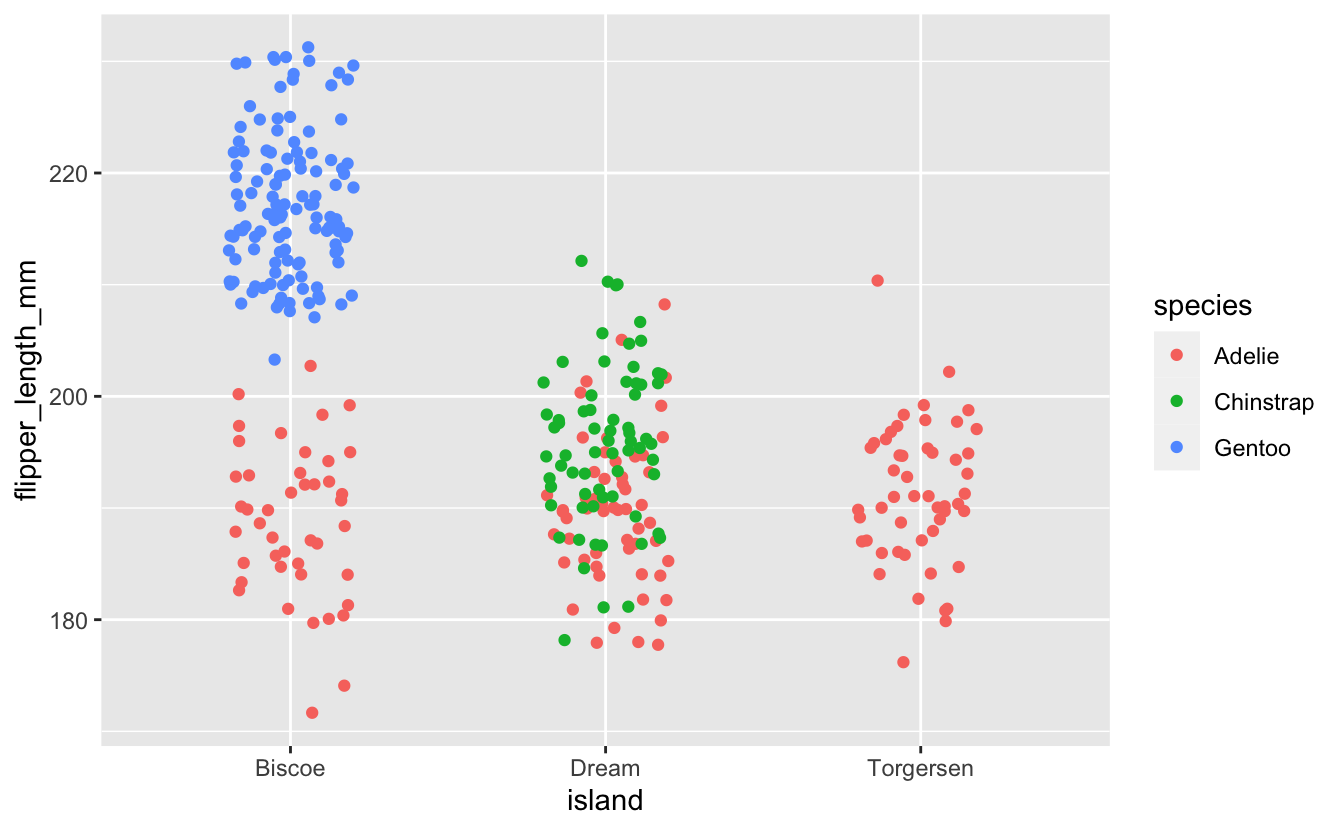 flipper_length_mm
220
200
180
Biscoe
Dream
Torgersen
island
species
Adelie
Chinstrap
Gentoo